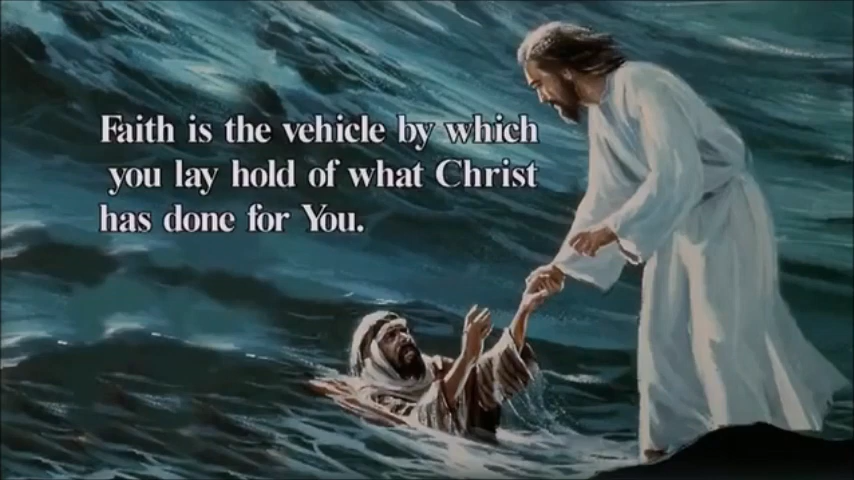 Faith is the vehicle by which
you lay hold of what Christ
has done for You.